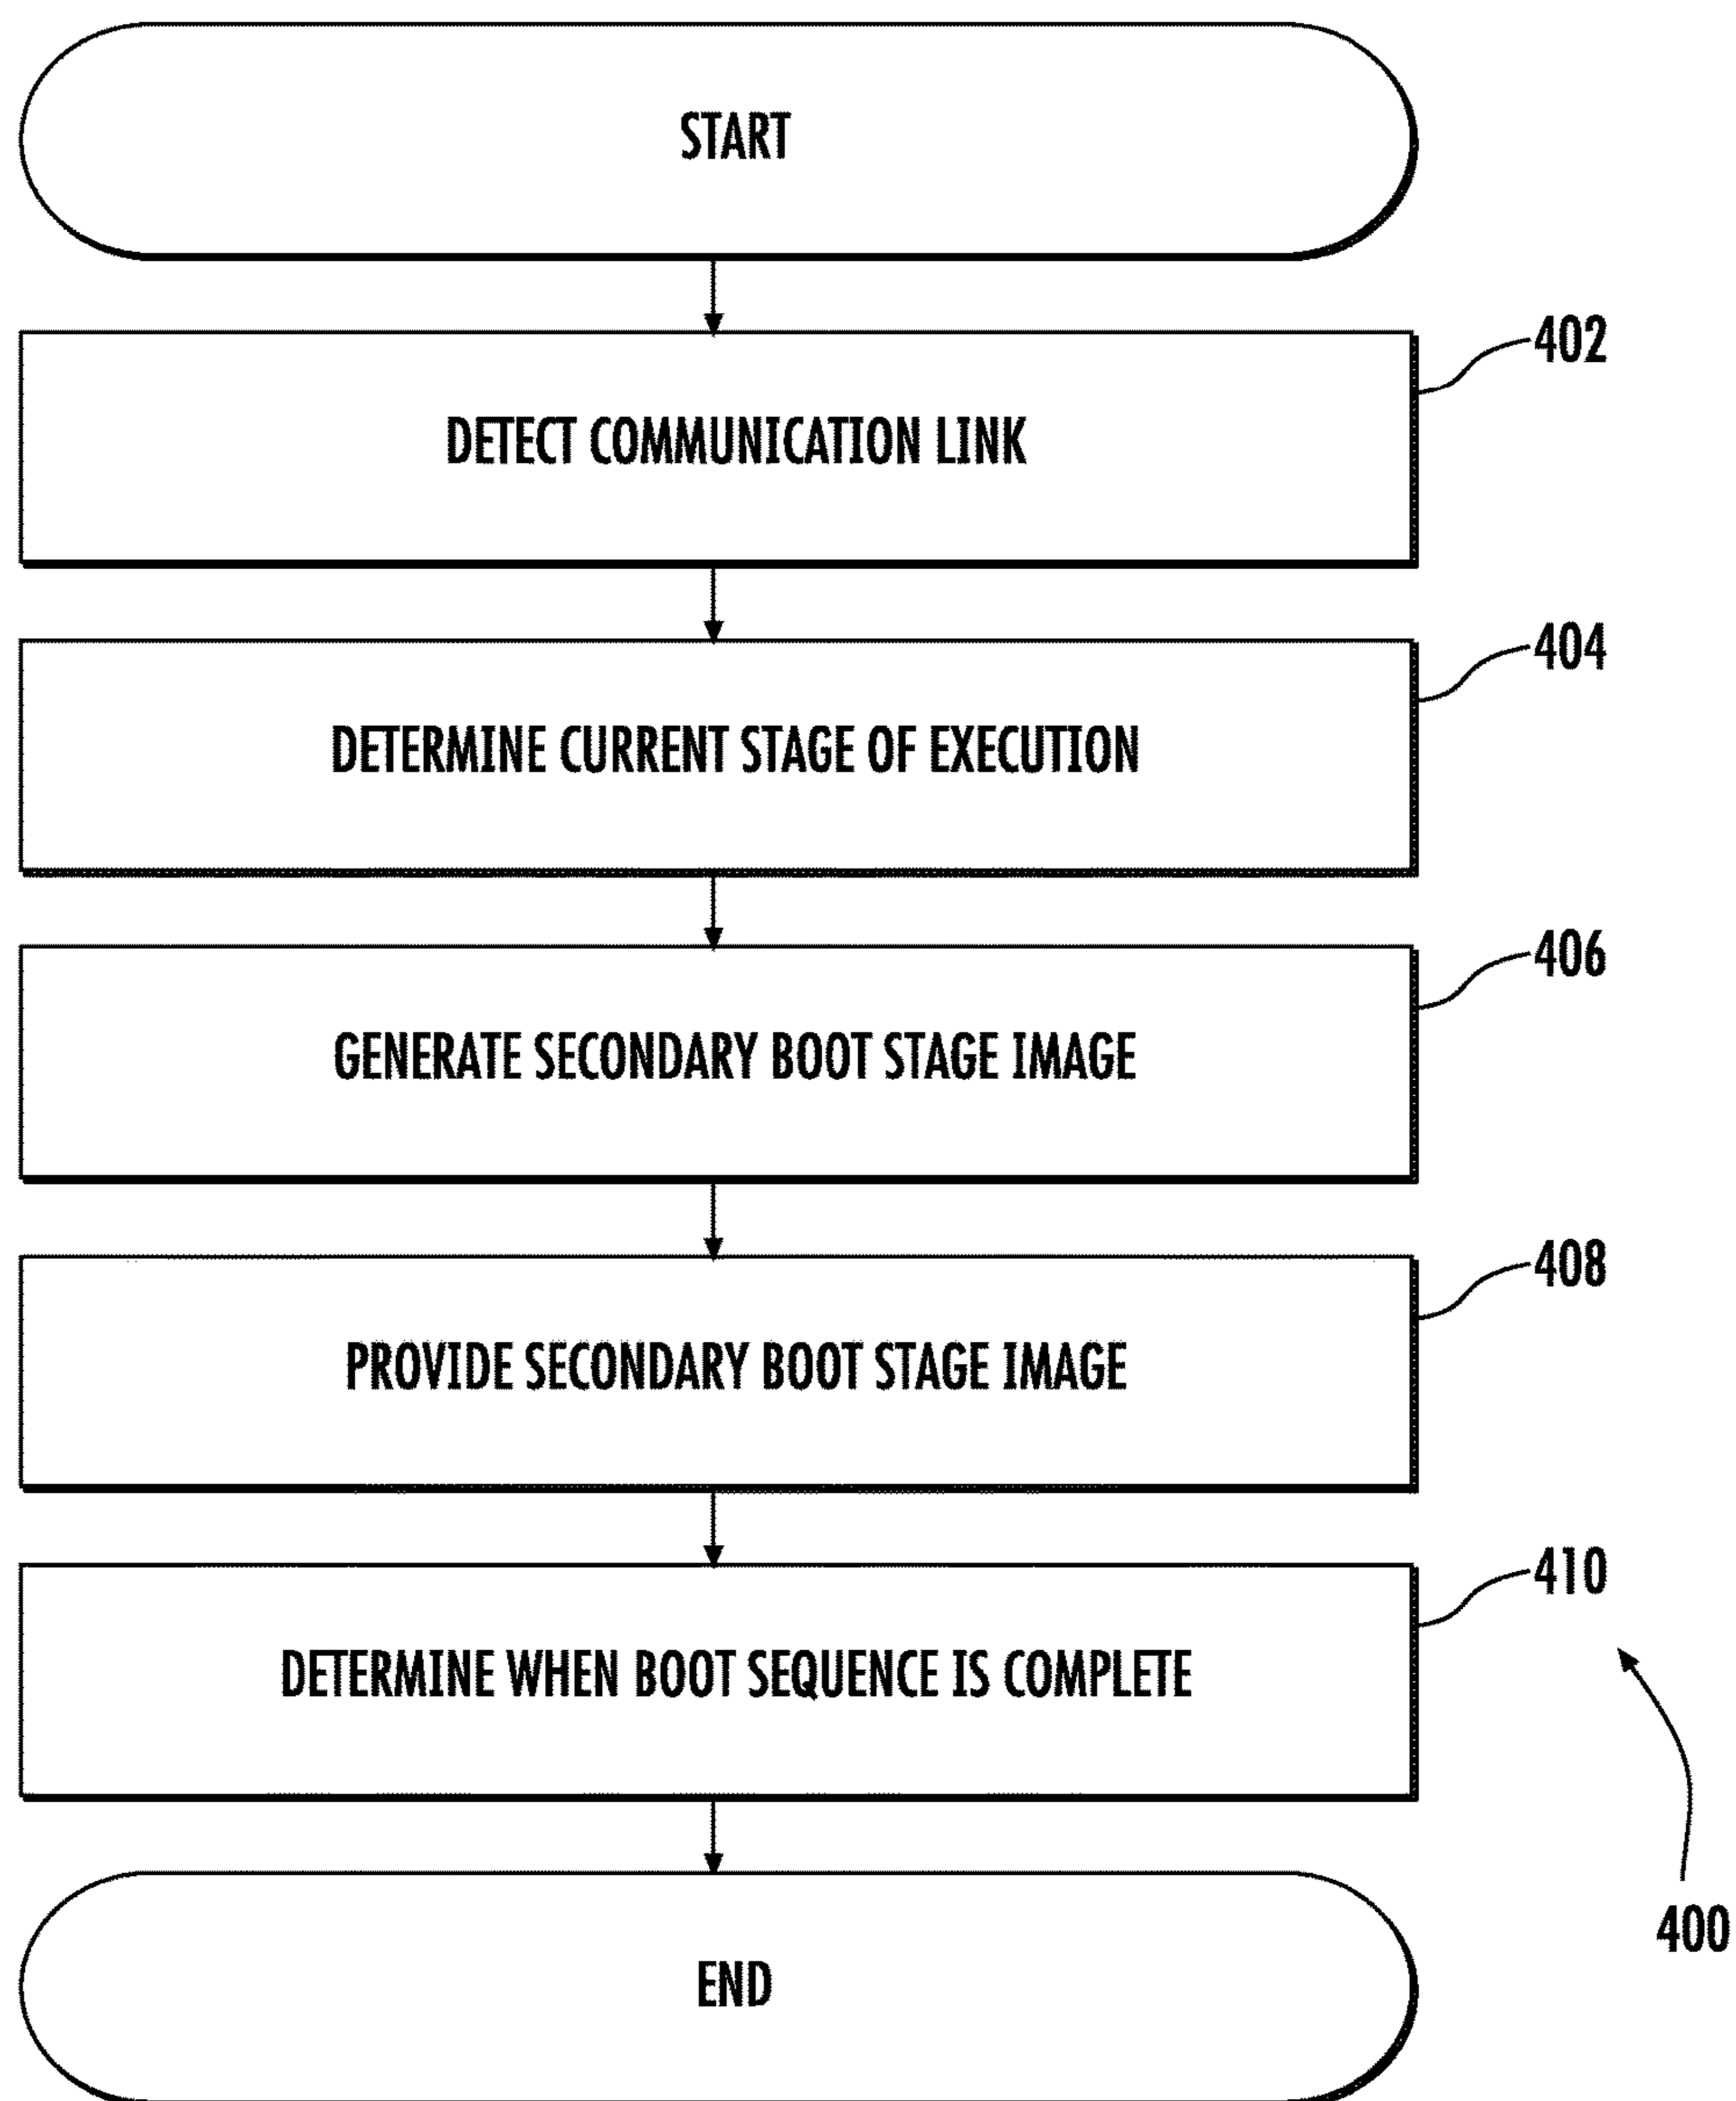 START
402
DETECT COMMUNICATION LINK
404
DETERMINE CURRENT STAGE OF EXECUTION
406
GENERATE SECONDARY BOOT STAGE IMAGE
408
PROVIDE SECONDARY BOOT STAGE IMAGE
410
DETERMINE WHEN BOOT SEQUENCE IS COMPLETE
400
END